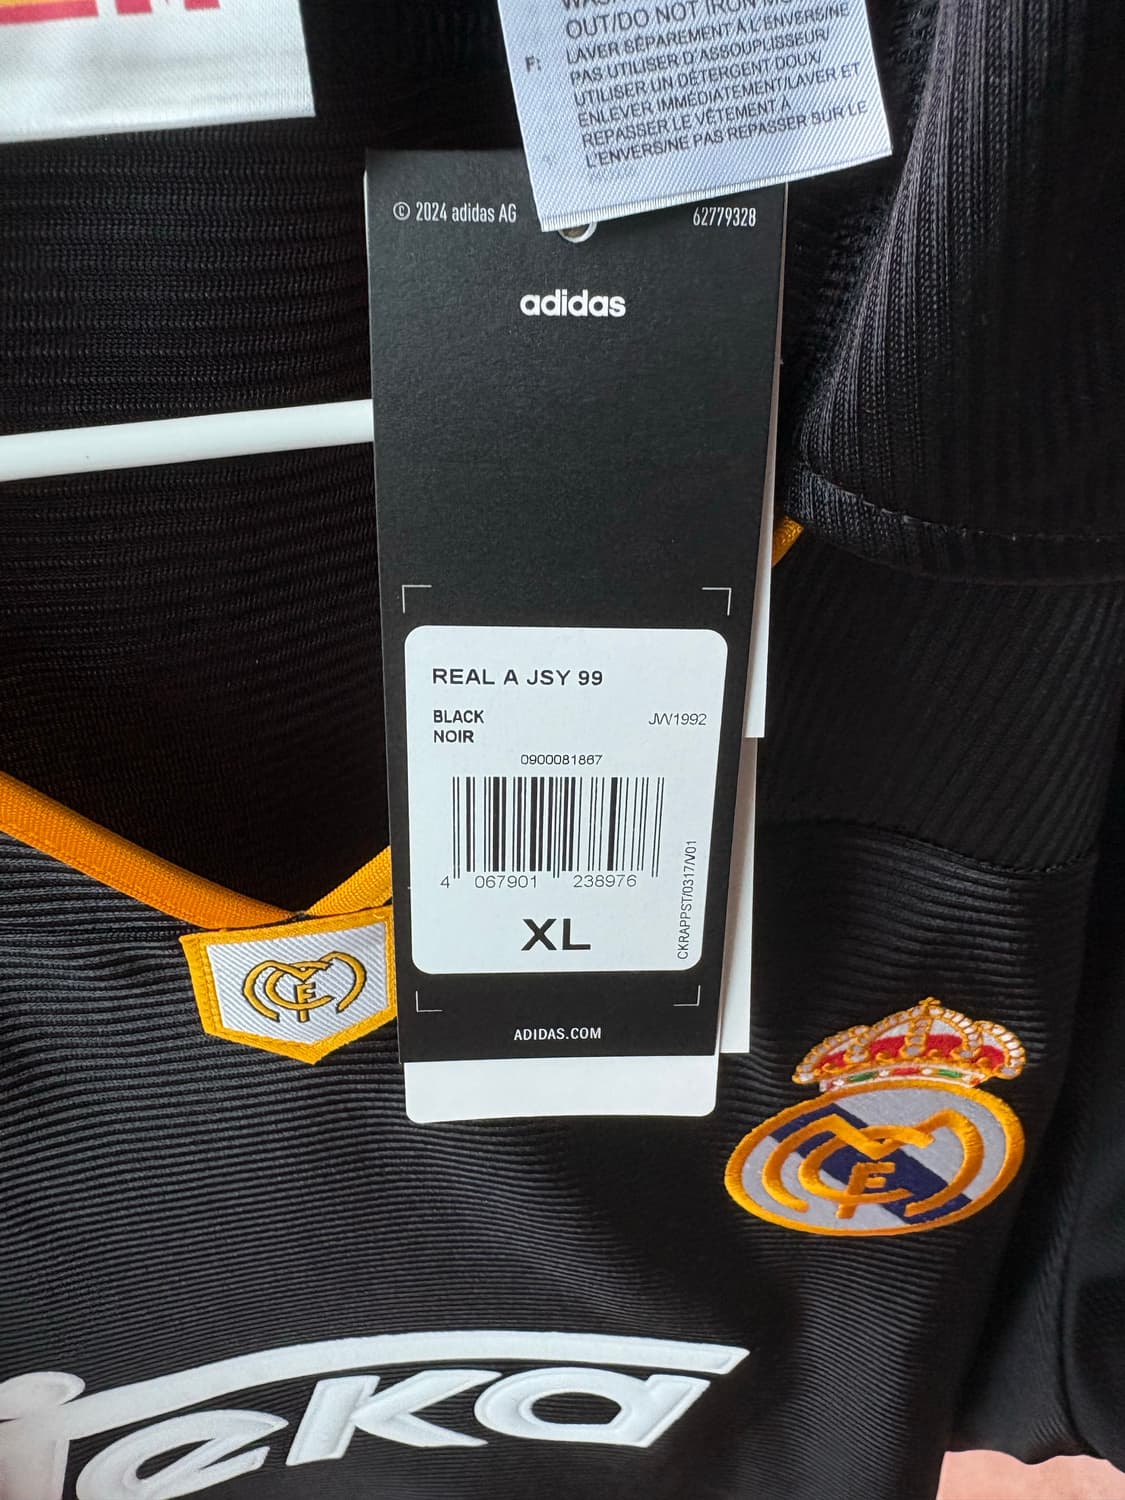 OUT/DO NOT IRON
F: LAVER SÉPAREMENT À L'ENVERS/NE
PAS UTILISER D'ASSOUPLISSEUR/
UTILISER UN DÉTERGENT DOUX/
ENLEVER IMMÉDIATEMENT/LAVER ET
REPASSER LE VÊTEMENT À
L'ENVERS/NE PAS REPASSER SUR LE
© 2024 adidas AG
62779328
adidas
REAL A JSY 99
BLACK
JW1992
NOIR
0900081867
4 067901 238976
CKRAPPST/0317/V01
XL
ADIDAS.COM
Teka